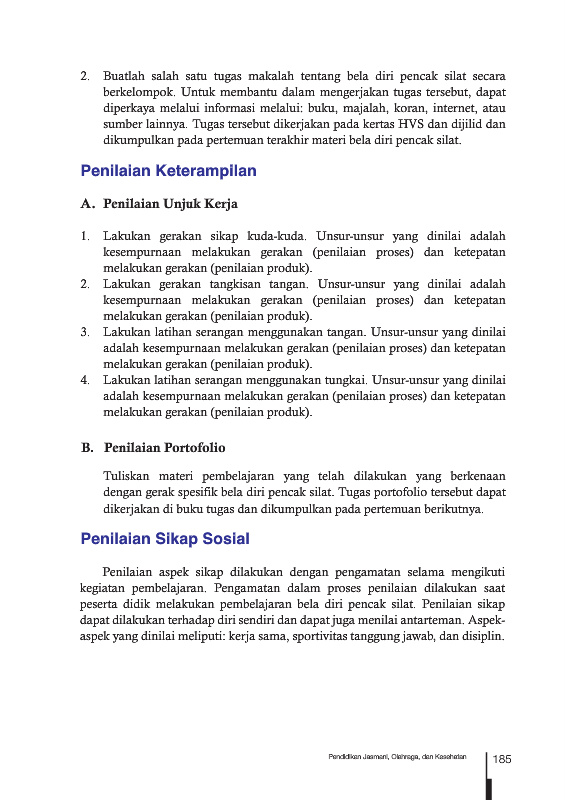 2. Buatlah salah satu tugas makalah tentang bela diri pencak silat secara
berkelompok. Untuk membantu dalam mengerjakan tugas tersebut, dapat
diperkaya melalui informasi melalui: buku, majalah, koran, internet, atau
sumber lainnya. Tugas tersebut dikerjakan pada kertas HVS dan dijilid dan
dikumpulkan pada pertemuan terakhir materi bela diri pencak silat.
Penilaian Keterampilan
A. Penilaian Unjuk Kerja
1. Lakukan gerakan sikap kuda-kuda. Unsur-unsur yang dinilai adalah
kesempurnaan melakukan gerakan (penilaian proses) dan ketepatan
melakukan gerakan (penilaian produk).
2. Lakukan gerakan tangkisan tangan. Unsur-unsur yang dinilai adalah
kesempurnaan melakukan gerakan (penilaian proses) dan ketepatan
melakukan gerakan (penilaian produk).
3. Lakukan latihan serangan menggunakan tangan. Unsur-unsur yang dinilai
adalah kesempurnaan melakukan gerakan (penilaian proses) dan ketepatan
melakukan gerakan (penilaian produk).
4. Lakukan latihan serangan menggunakan tungkai. Unsur-unsur yang dinilai
adalah kesempurnaan melakukan gerakan (penilaian proses) dan ketepatan
melakukan gerakan (penilaian produk).
B. Penilaian Portofolio
Tuliskan materi pembelajaran yang telah dilakukan yang berkenaan
dengan gerak spesifik bela diri pencak silat. Tugas portofolio tersebut dapat
dikerjakan di buku tugas dan dikumpulkan pada pertemuan berikutnya.
Penilaian Sikap Sosial
Penilaian aspek sikap dilakukan dengan pengamatan selama mengikuti
kegiatan pembelajaran. Pengamatan dalam proses penilaian dilakukan saat
peserta didik melakukan pembelajaran bela diri pencak silat. Penilaian sikap
dapat dilakukan terhadap diri sendiri dan dapat juga menilai antarteman. Aspek-
aspek yang dinilai meliputi: kerja sama, sportivitas tanggung jawab, dan disiplin.
Pendidikan Jasmani, Olahraga, dan Kesehatan 185